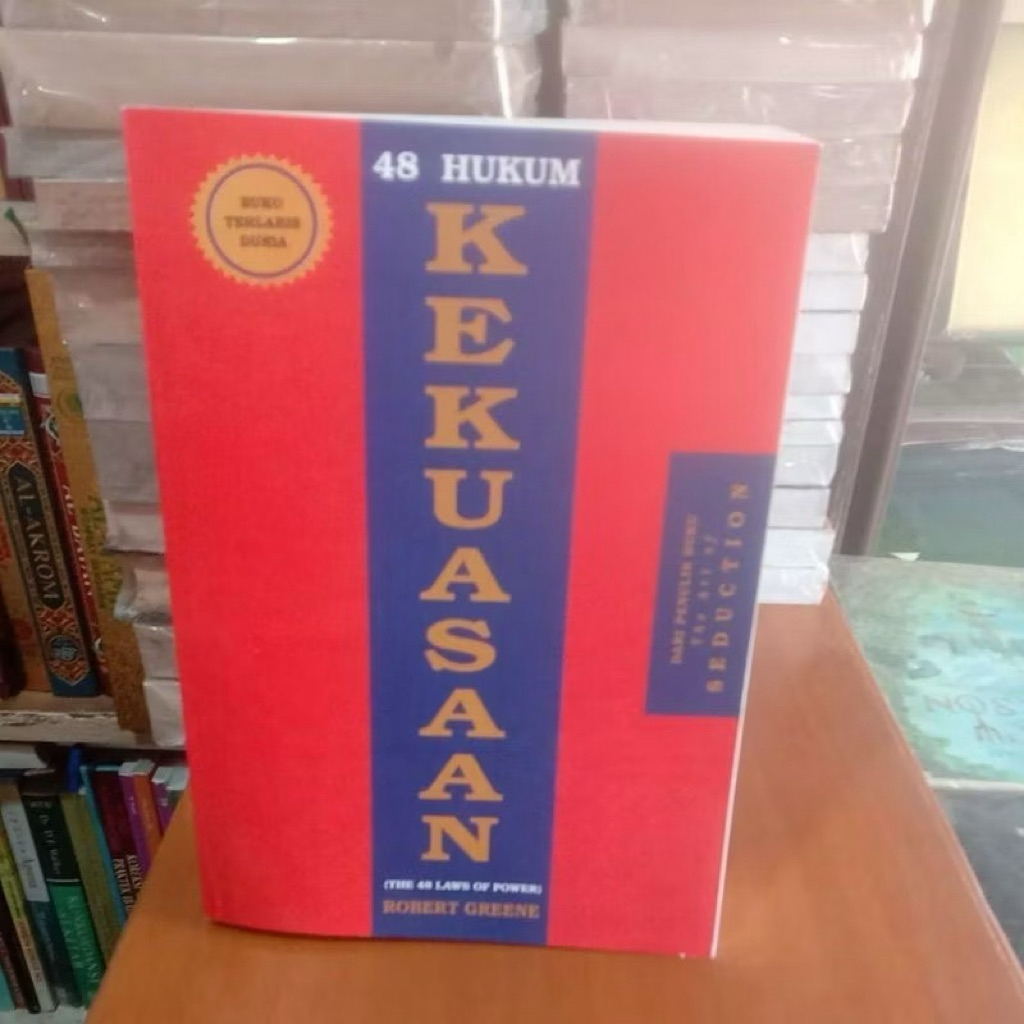 48 HUKUM
KEKUASAAN
(THE 48 LAWS OF POWER)
ROBERT GREENE
BUKU
TERLARIS
DUNIA
DARI PENULIS BUKU
The Art of
SEDUCTION
AL-AKROM